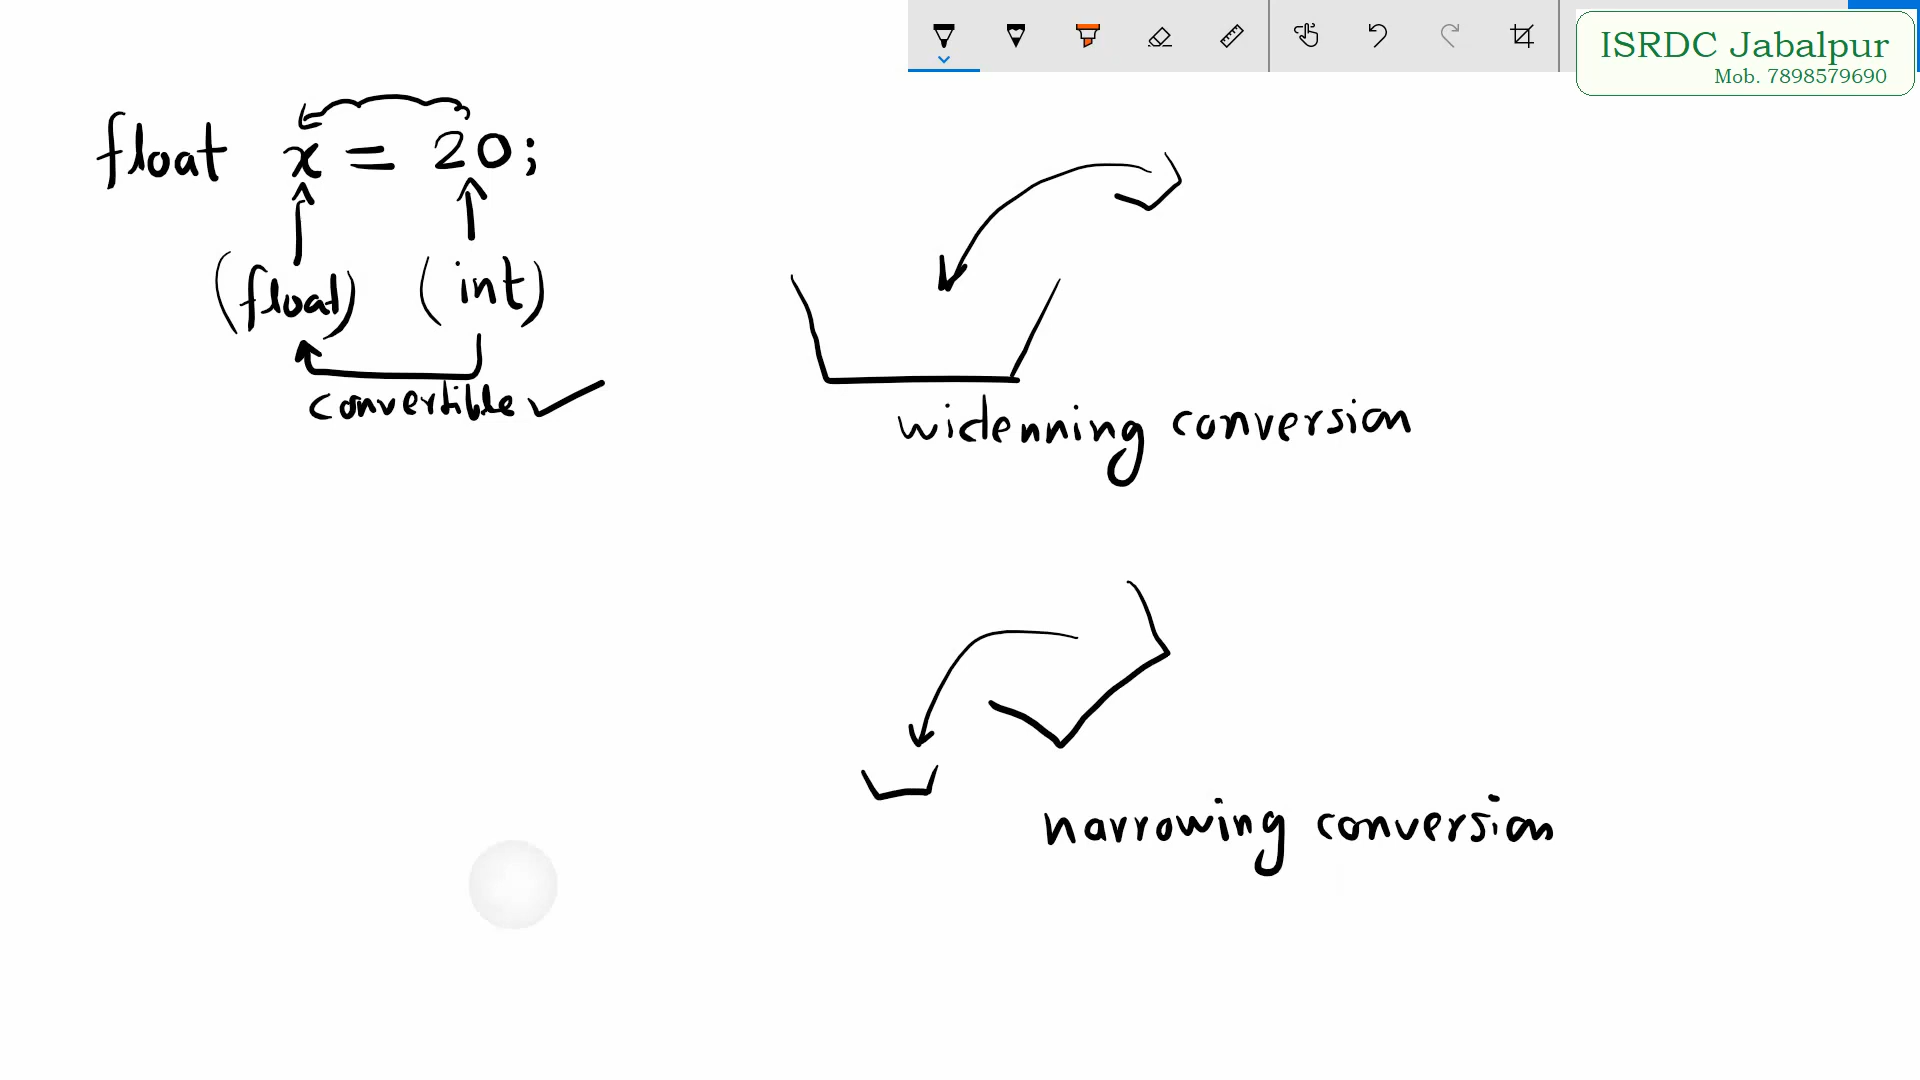 ISRDC Jabalpur
Mob. 7898579690
float x = 20;
(float) (int)
convertible
widenning conversion
narrowing conversion